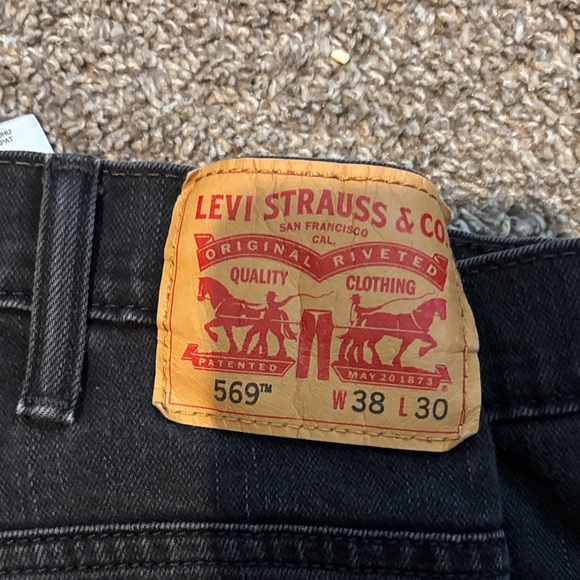 LEVI STRAUSS & CO.
SAN FRANCISCO
CAL.
ORIGINAL RIVETED
QUALITY CLOTHING
PATENTED MAY 20 1873 ®
569™ W 38 L 30